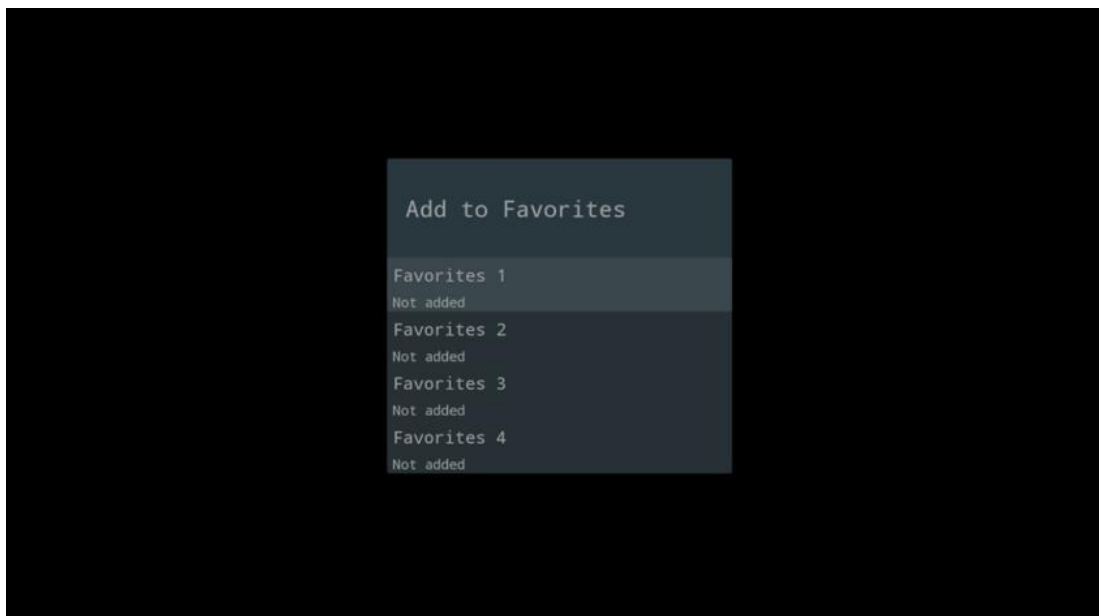 Add to Favorites
Favorites 1
Not added
Favorites 2
Not added
Favorites 3
Not added
Favorites 4
Not added